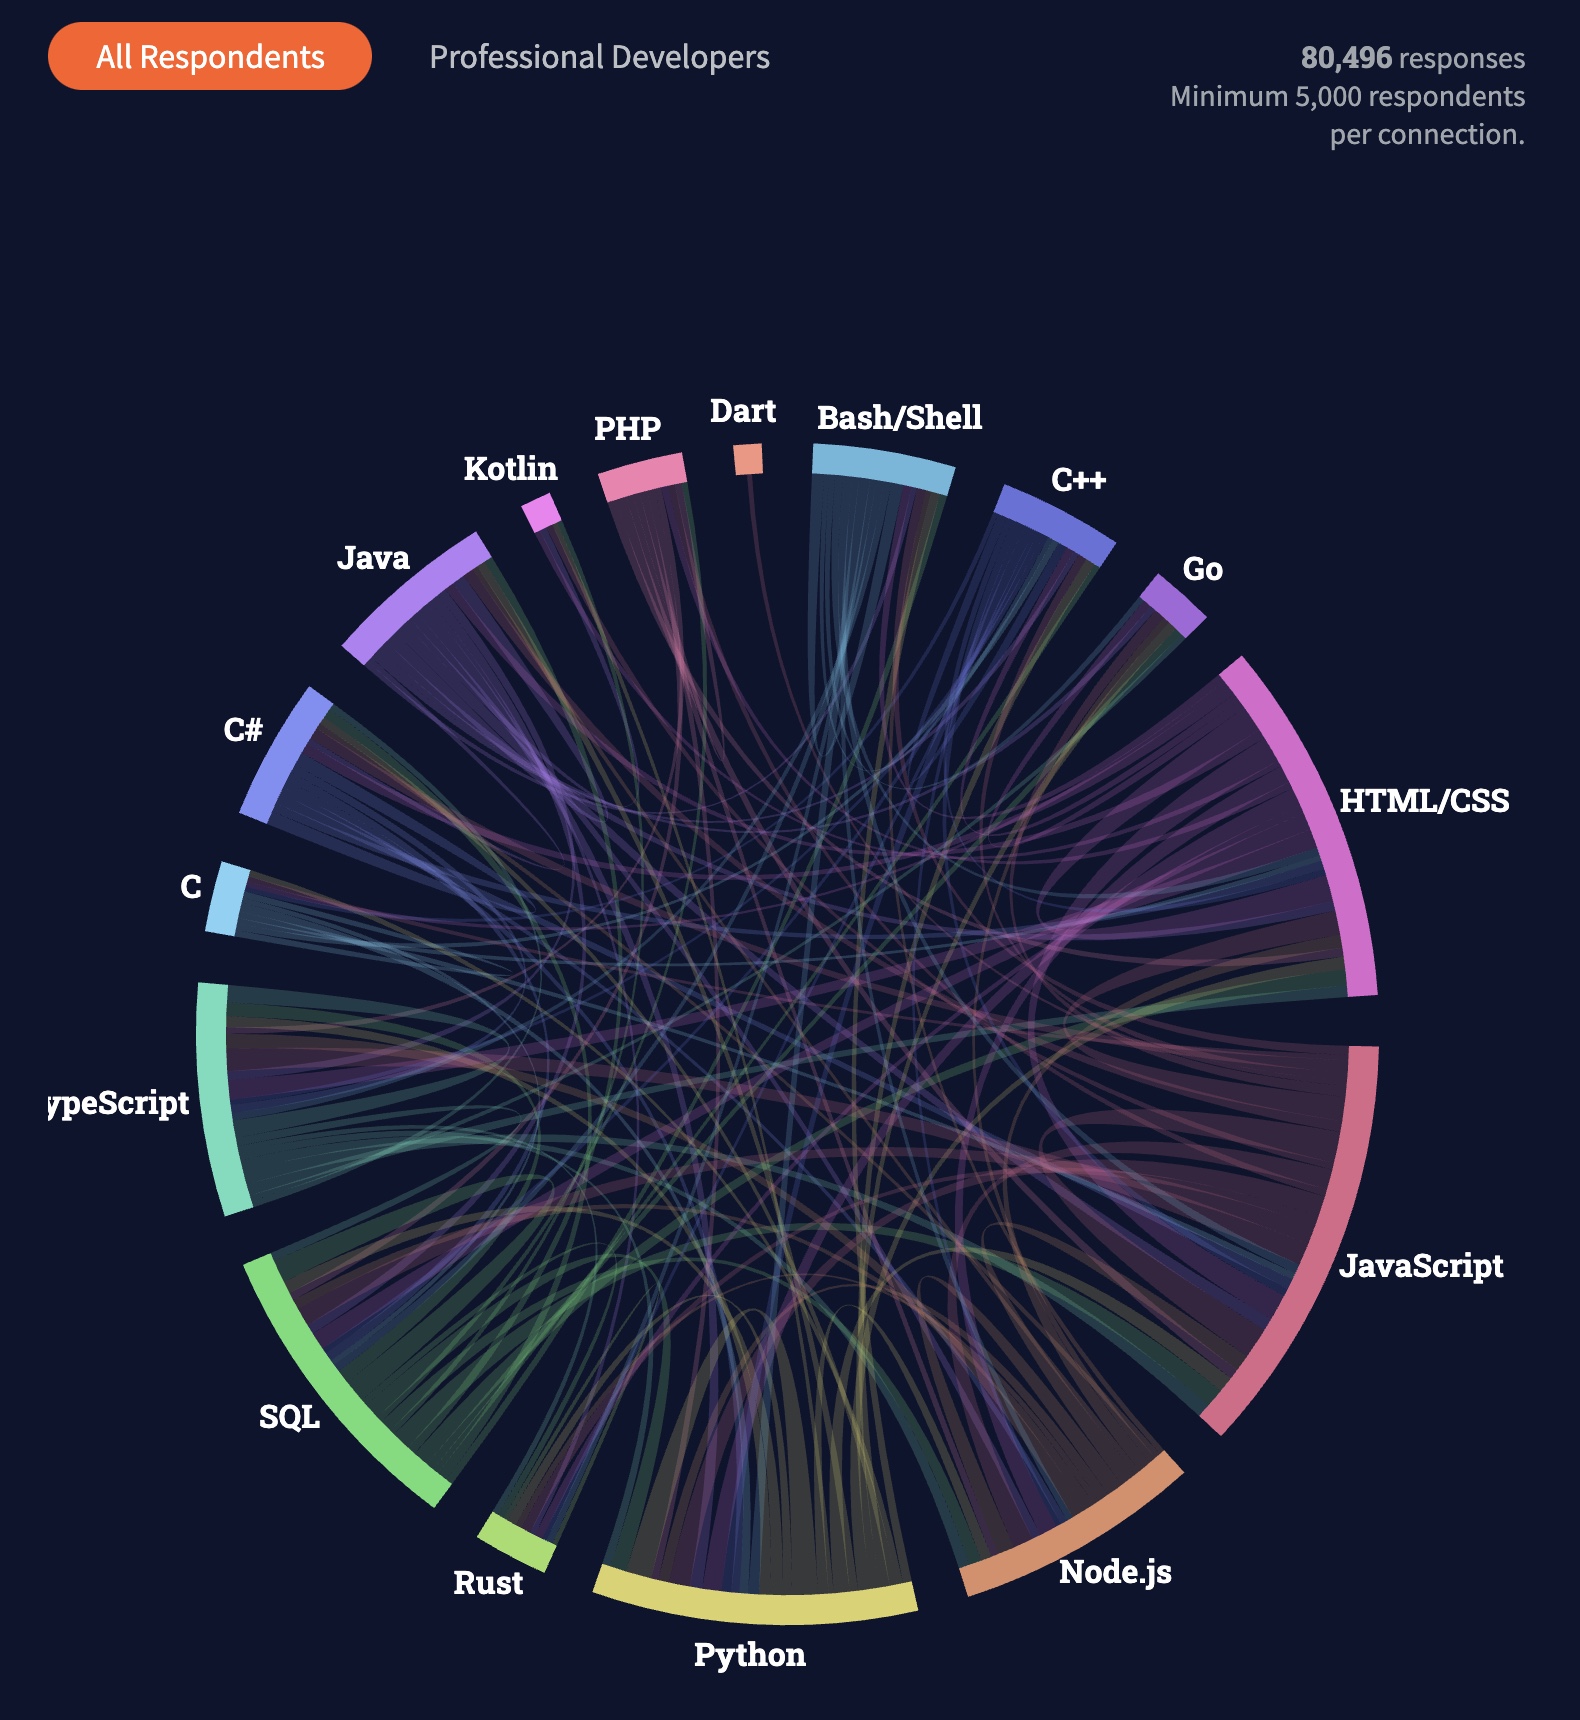 All Respondents
Professional Developers
80,496 responses
Minimum 5,000 respondents
per connection.
Dart
Bash/Shell
PHP
Kotlin
C++
Java
Go
C#
HTML/CSS
C
ypeScript
JavaScript
SQL
Node.js
Rust
Python